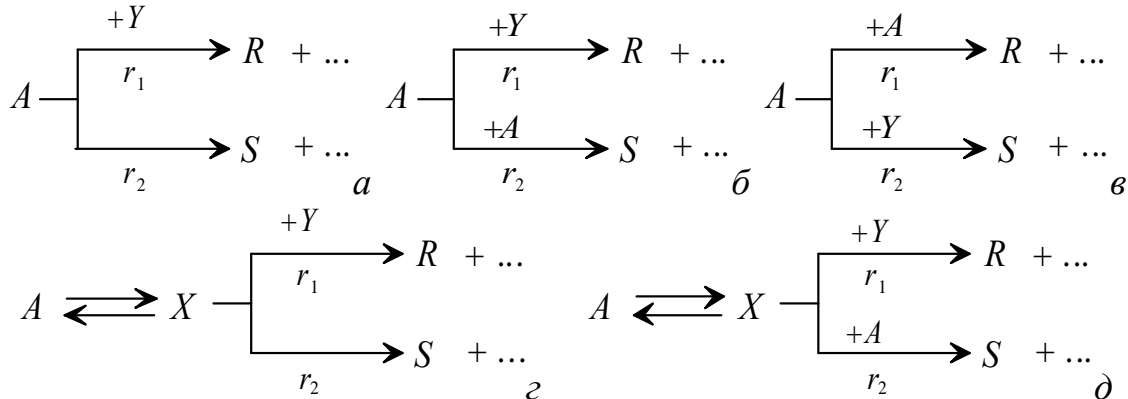 +Y +Y +A
R + ... R + ... R + ...
r₁ r₁ r₁
A A A
+A +Y
S + ... S + ... S + ...
r₂ а r₂ б r₂ в
+Y +Y
R + ... R + ...
r₁ r₁
A X A X
+A
S + ... S + ...
r₂ г r₂ д